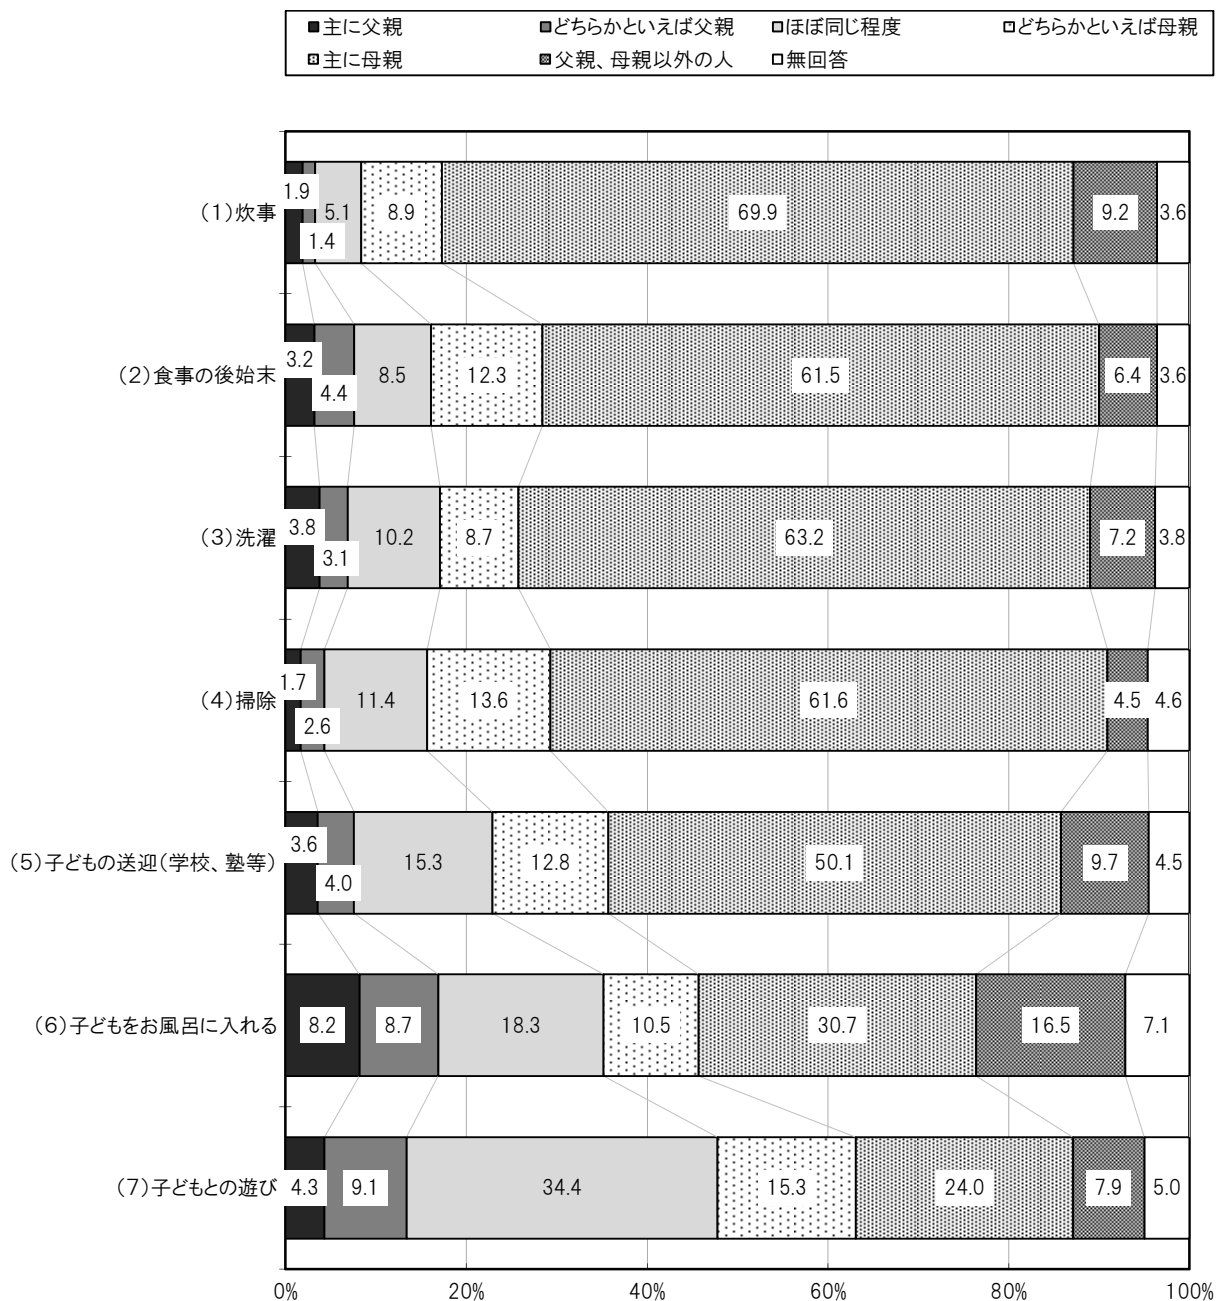 主に父親 どちらかといえば父親 ほぼ同じ程度 どちらかといえば母親
主に母親 父親、母親以外の人 無回答
(1)炊事 1.9 1.4 5.1 8.9 69.9 9.2 3.6
(2)食事の後始末 3.2 4.4 8.5 12.3 61.5 6.4 3.6
(3)洗濯 3.8 3.1 10.2 8.7 63.2 7.2 3.8
(4)掃除 1.7 2.6 11.4 13.6 61.6 4.5 4.6
(5)子どもの送迎(学校、塾等) 3.6 4.0 15.3 12.8 50.1 9.7 4.5
(6)子どもをお風呂に入れる 8.2 8.7 18.3 10.5 30.7 16.5 7.1
(7)子どもとの遊び 4.3 9.1 34.4 15.3 24.0 7.9 5.0
0% 20% 40% 60% 80% 100%